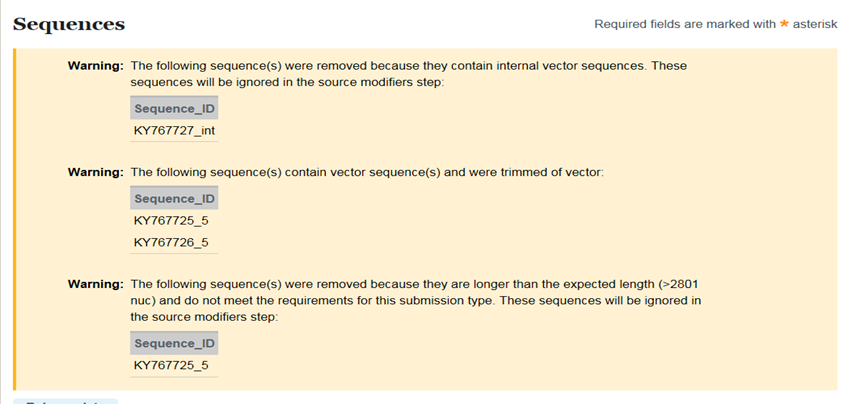 Sequences
Required fields are marked with * asterisk
Warning: The following sequence(s) were removed because they contain internal vector sequences. These
sequences will be ignored in the source modifiers step:
Sequence_ID
KY767727_int
Warning: The following sequence(s) contain vector sequence(s) and were trimmed of vector:
Sequence_ID
KY767725_5
KY767726_5
Warning: The following sequence(s) were removed because they are longer than the expected length (>2801
nuc) and do not meet the requirements for this submission type. These sequences will be ignored in
the source modifiers step:
Sequence_ID
KY767725_5